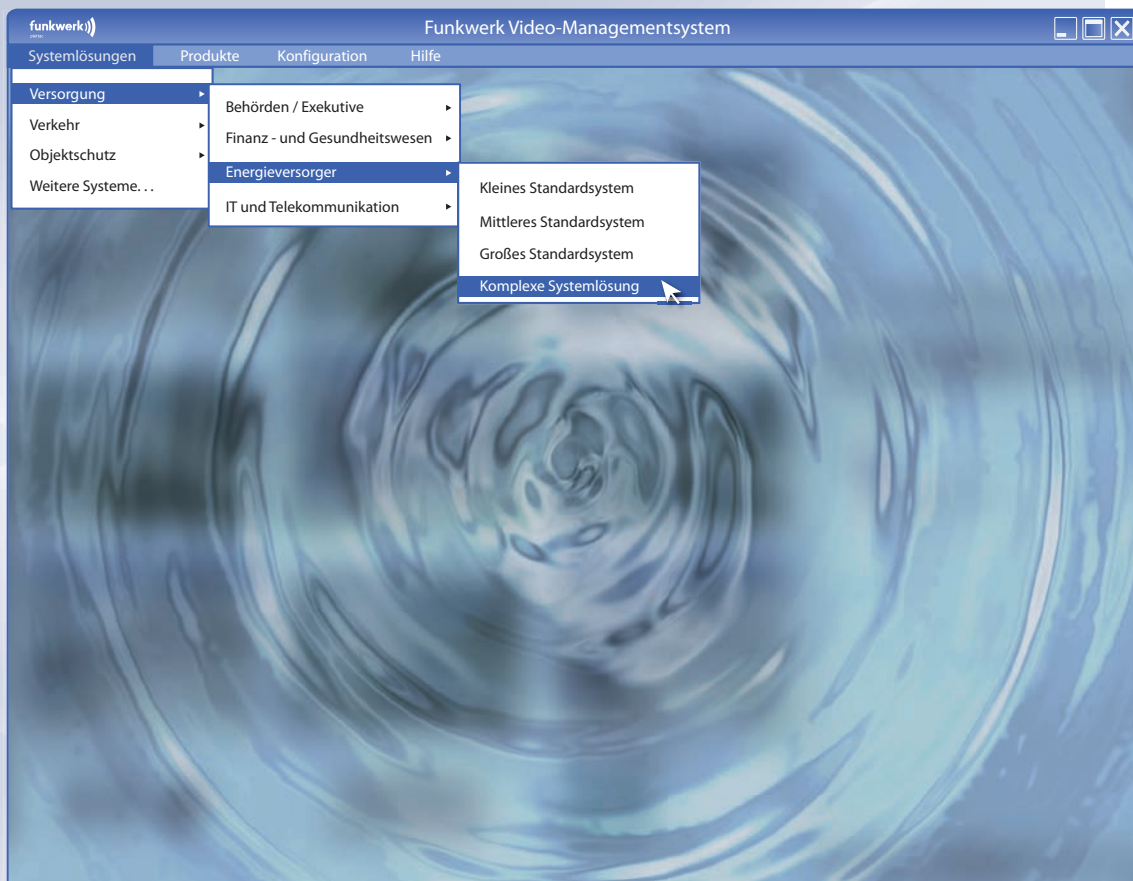 funkwerk
Funkwerk Video-Managementsystem
Systemlösungen Produkte Konfiguration Hilfe
Versorgung
Verkehr
Objektschutz
Weitere Systeme. . .
Behörden / Exekutive
Finanz - und Gesundheitswesen
Energieversorger
IT und Telekommunikation
Kleines Standardsystem
Mittleres Standardsystem
Großes Standardsystem
Komplexe Systemlösung